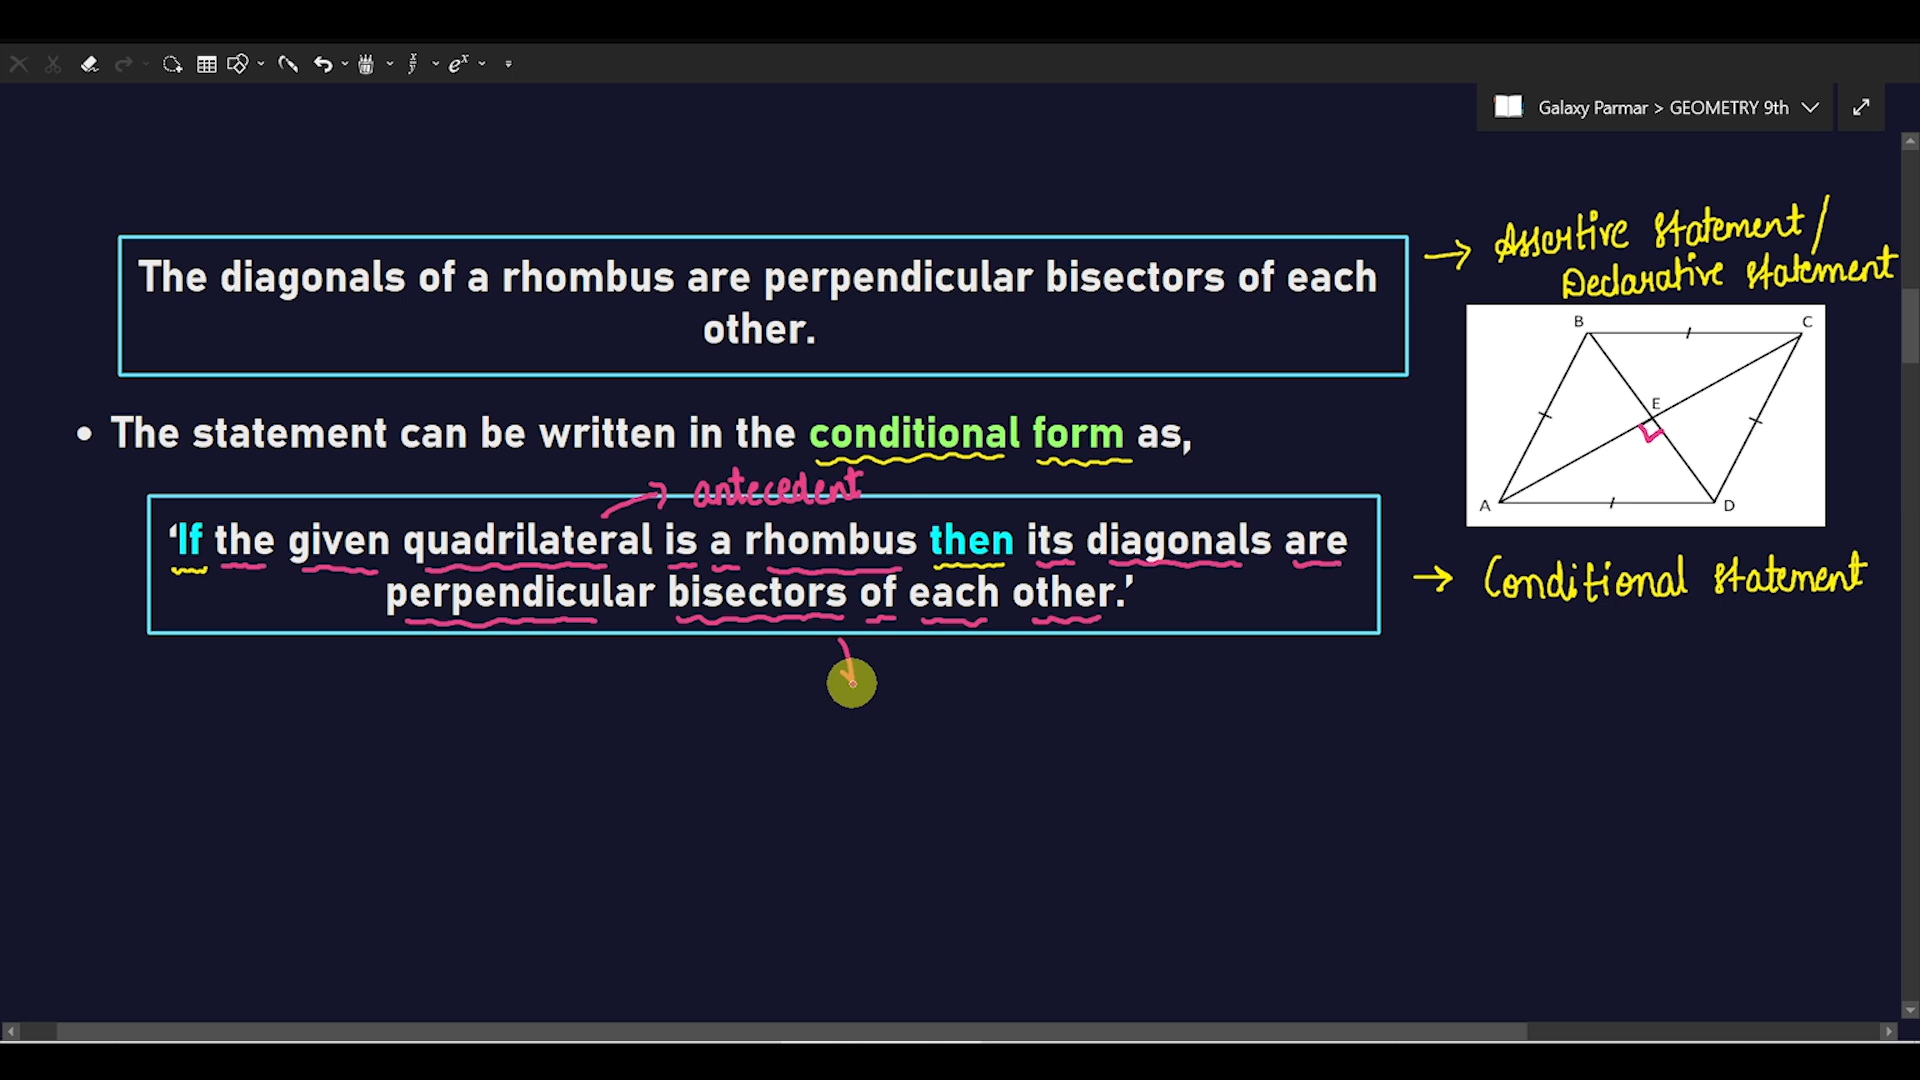 Galaxy Parmar > GEOMETRY 9th
The diagonals of a rhombus are perpendicular bisectors of each
other.
→ Assertive statement/
Declarative statement
B C
E
A D
• The statement can be written in the conditional form as,
→ antecedent
‘If the given quadrilateral is a rhombus then its diagonals are
perpendicular bisectors of each other.’
→ Conditional statement